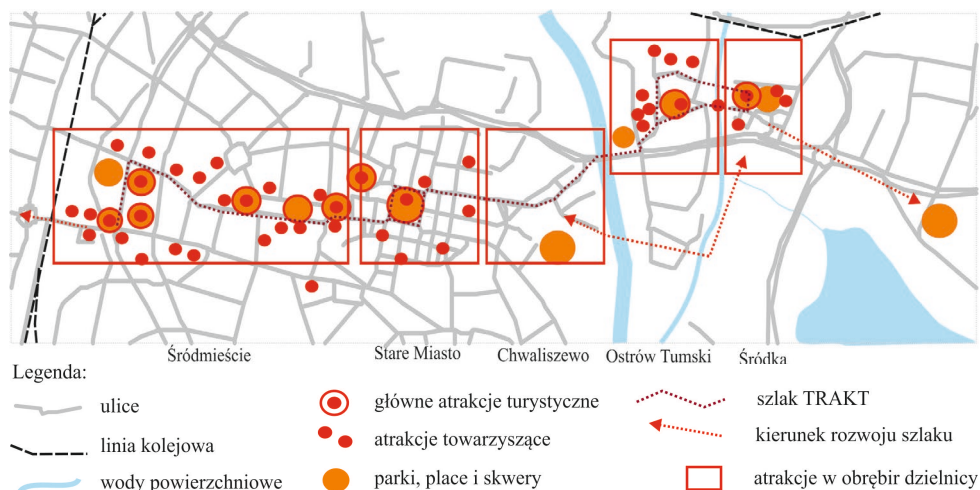 Śródmieście Stare Miasto Chwaliszewo Ostrów Tumski Śródka
Legenda:
ulice
linia kolejowa
wody powierzchniowe
główne atrakcje turystyczne
atrakcje towarzyszące
parki, place i skwery
szlak TRAKT
kierunek rozwoju szlaku
atrakcje w obrębir dzielnicy